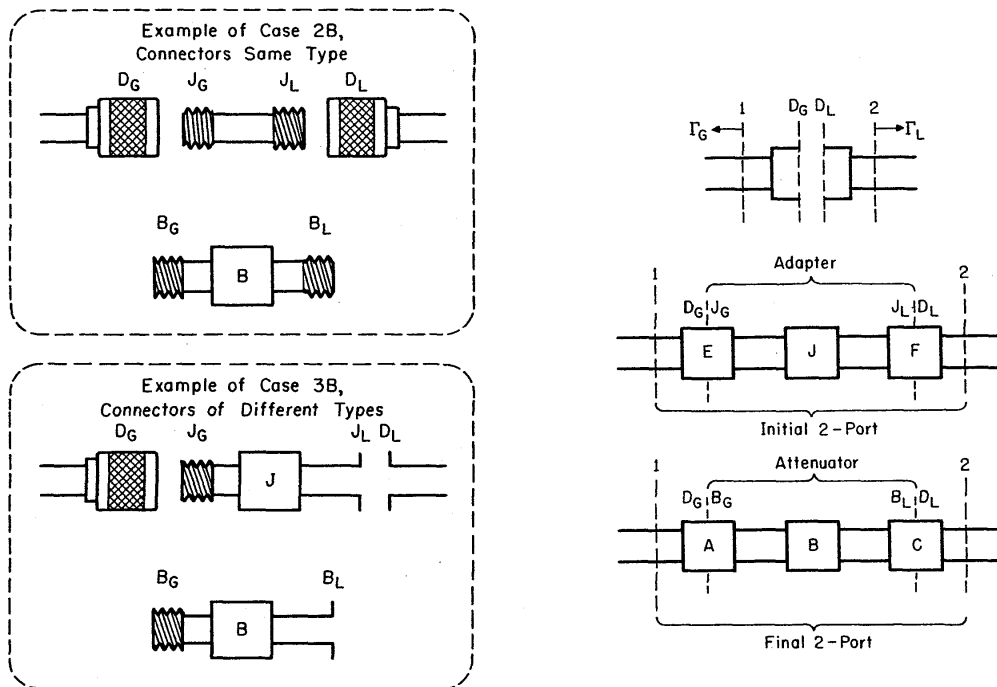 Example of Case 2B,
Connectors Same Type
D_G J_G J_L D_L
B_G B_L
B
Example of Case 3B,
Connectors of Different Types
D_G J_G J_L D_L
J
B_G B_L
B
1 D_G D_L 2
Γ_G Γ_L
Adapter
1 2
D_G J_G J_L D_L
E J F
Initial 2-Port
Attenuator
1 2
D_G B_G B_L D_L
A B C
Final 2-Port